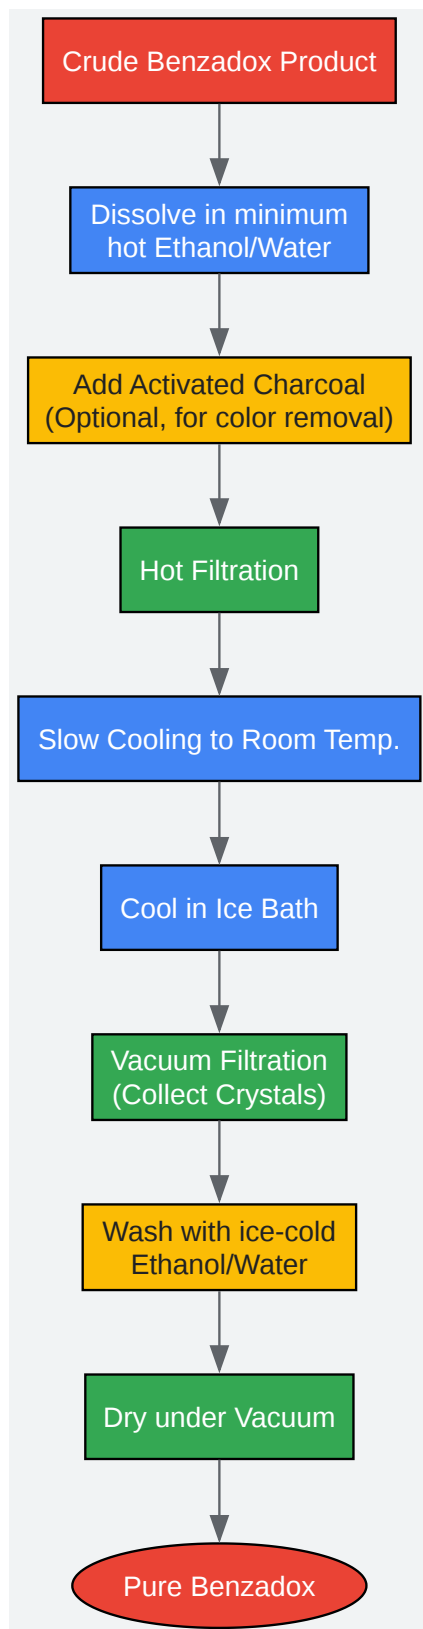 Crude Benzadox Product
Dissolve in minimum
hot Ethanol/Water
Add Activated Charcoal
(Optional, for color removal)
Hot Filtration
Slow Cooling to Room Temp.
Cool in Ice Bath
Vacuum Filtration
(Collect Crystals)
Wash with ice-cold
Ethanol/Water
Dry under Vacuum
Pure Benzadox